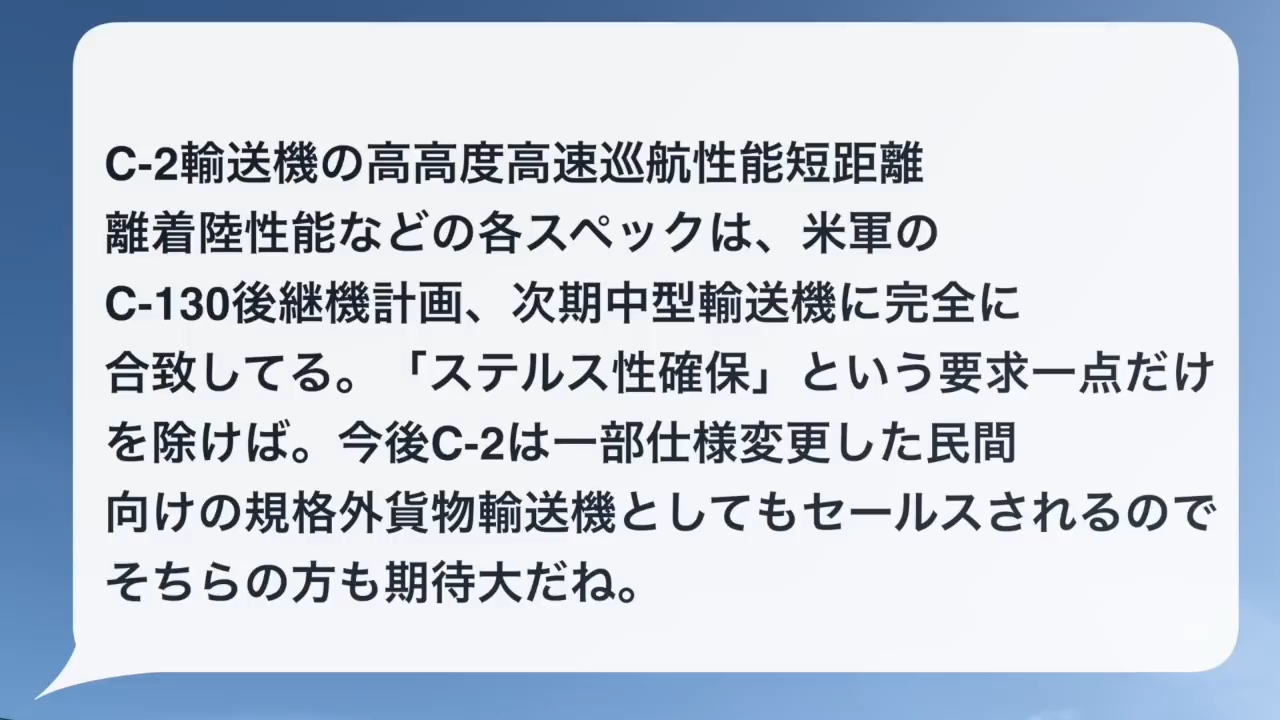 C-2輸送機の高高度高速巡航性能短距離
離着陸性能などの各スペックは、米軍の
C-130後継機計画、次期中型輸送機に完全に
合致してる。「ステルス性確保」という要求一点だけ
を除けば。今後C-2は一部仕様変更した民間
向けの規格外貨物輸送機としてもセールスされるので
そちらの方も期待大だね。